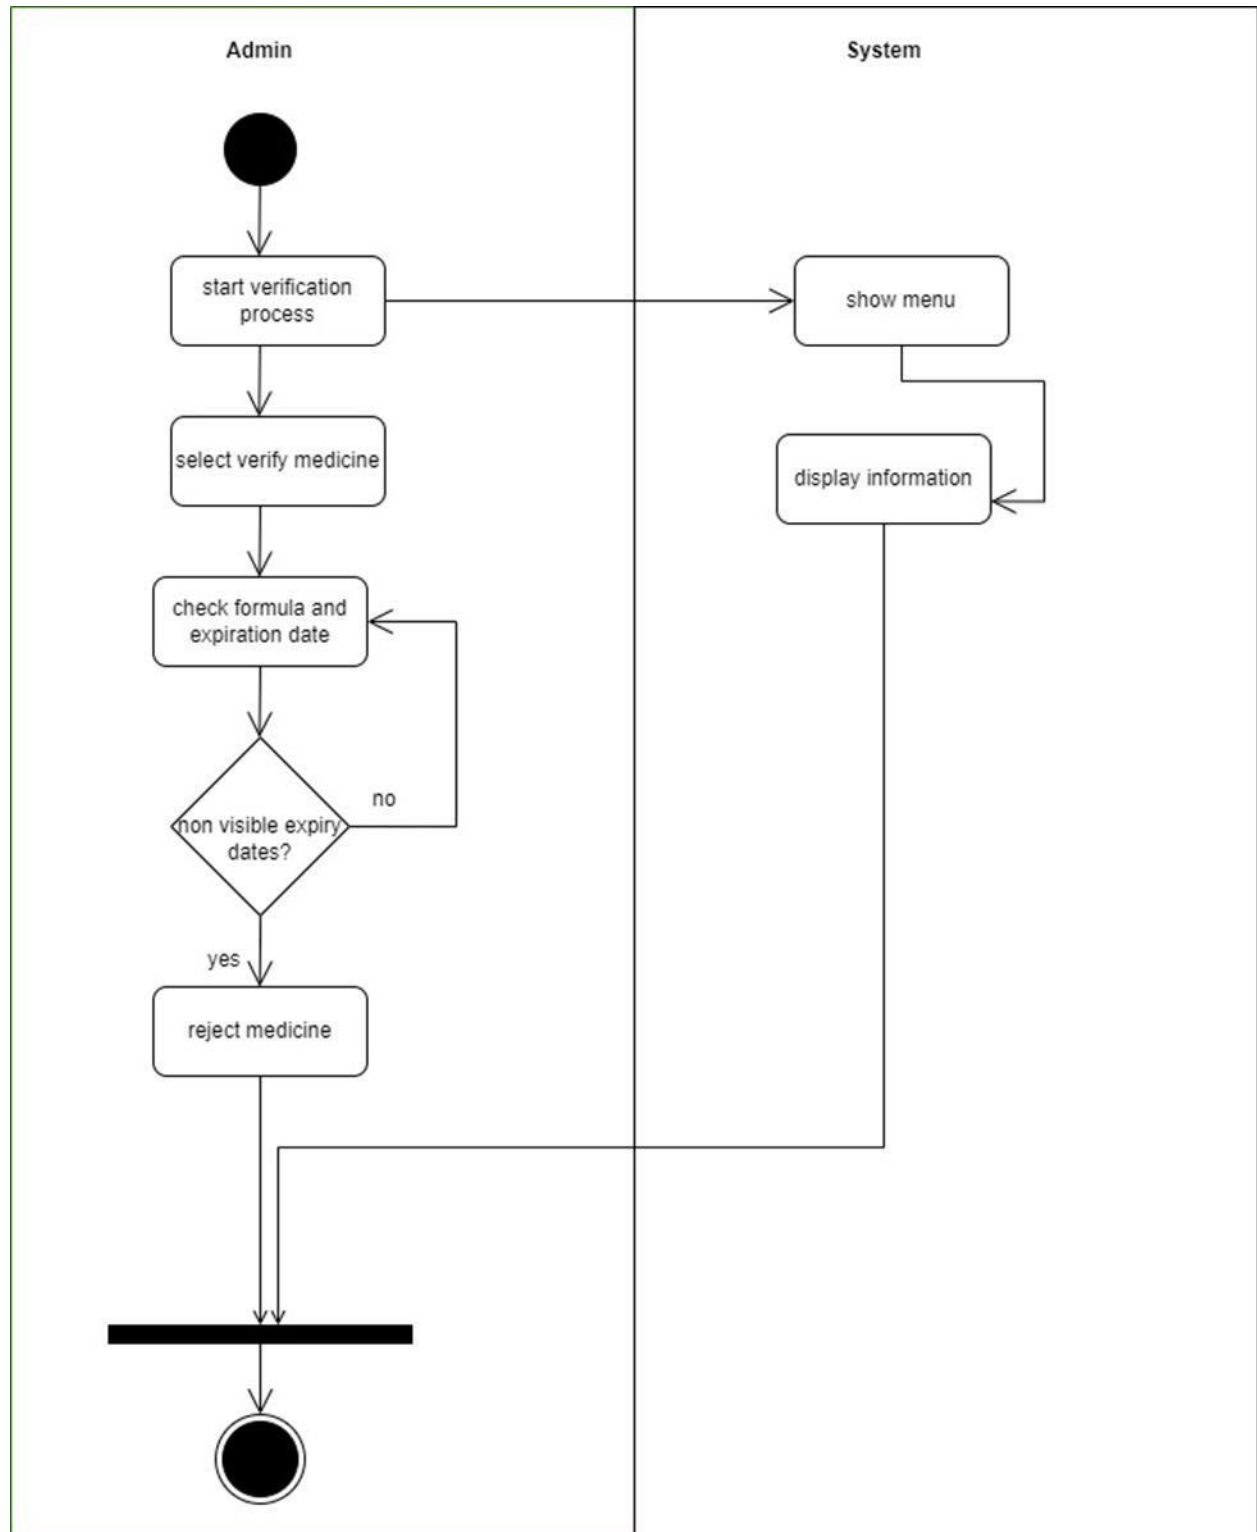 Admin
System
start verification
process
show menu
select verify medicine
display information
check formula and
expiration date
no
non visible expiry
dates?
yes
reject medicine